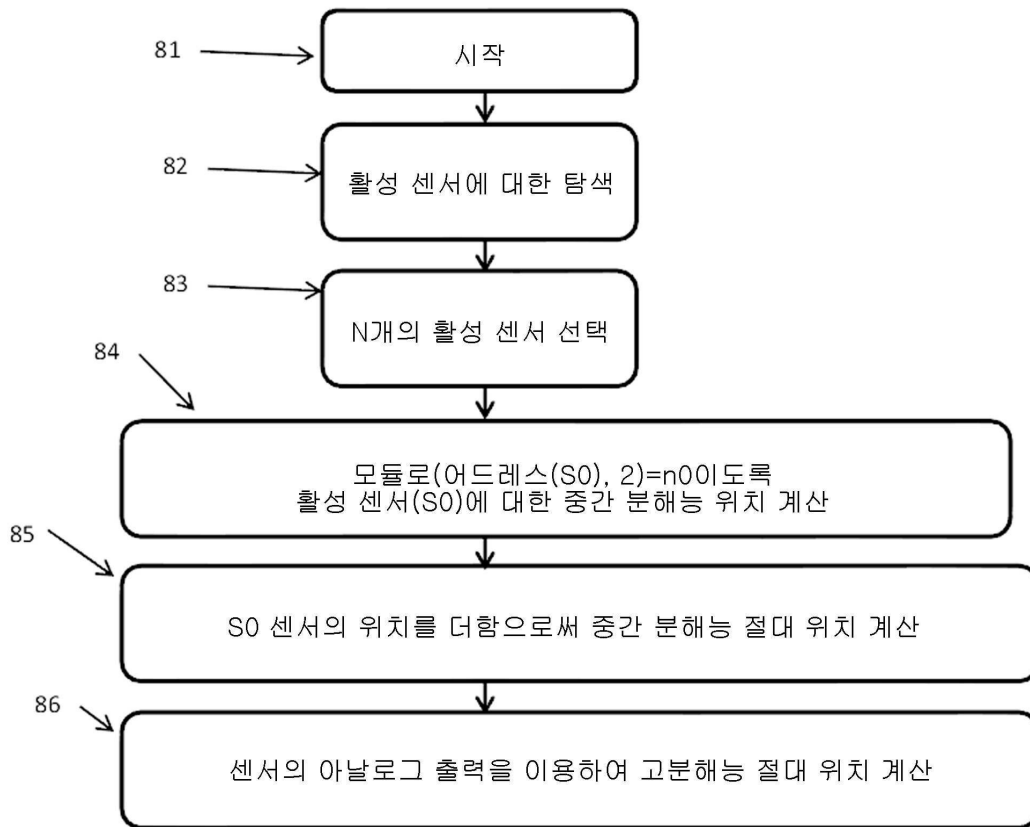 81
시작
82
활성 센서에 대한 탐색
83
N개의 활성 센서 선택
84
모듈로(어드레스(S0), 2)=n0이도록
활성 센서(S0)에 대한 중간 분해능 위치 계산
85
S0 센서의 위치를 더함으로써 중간 분해능 절대 위치 계산
86
센서의 아날로그 출력을 이용하여 고분해능 절대 위치 계산